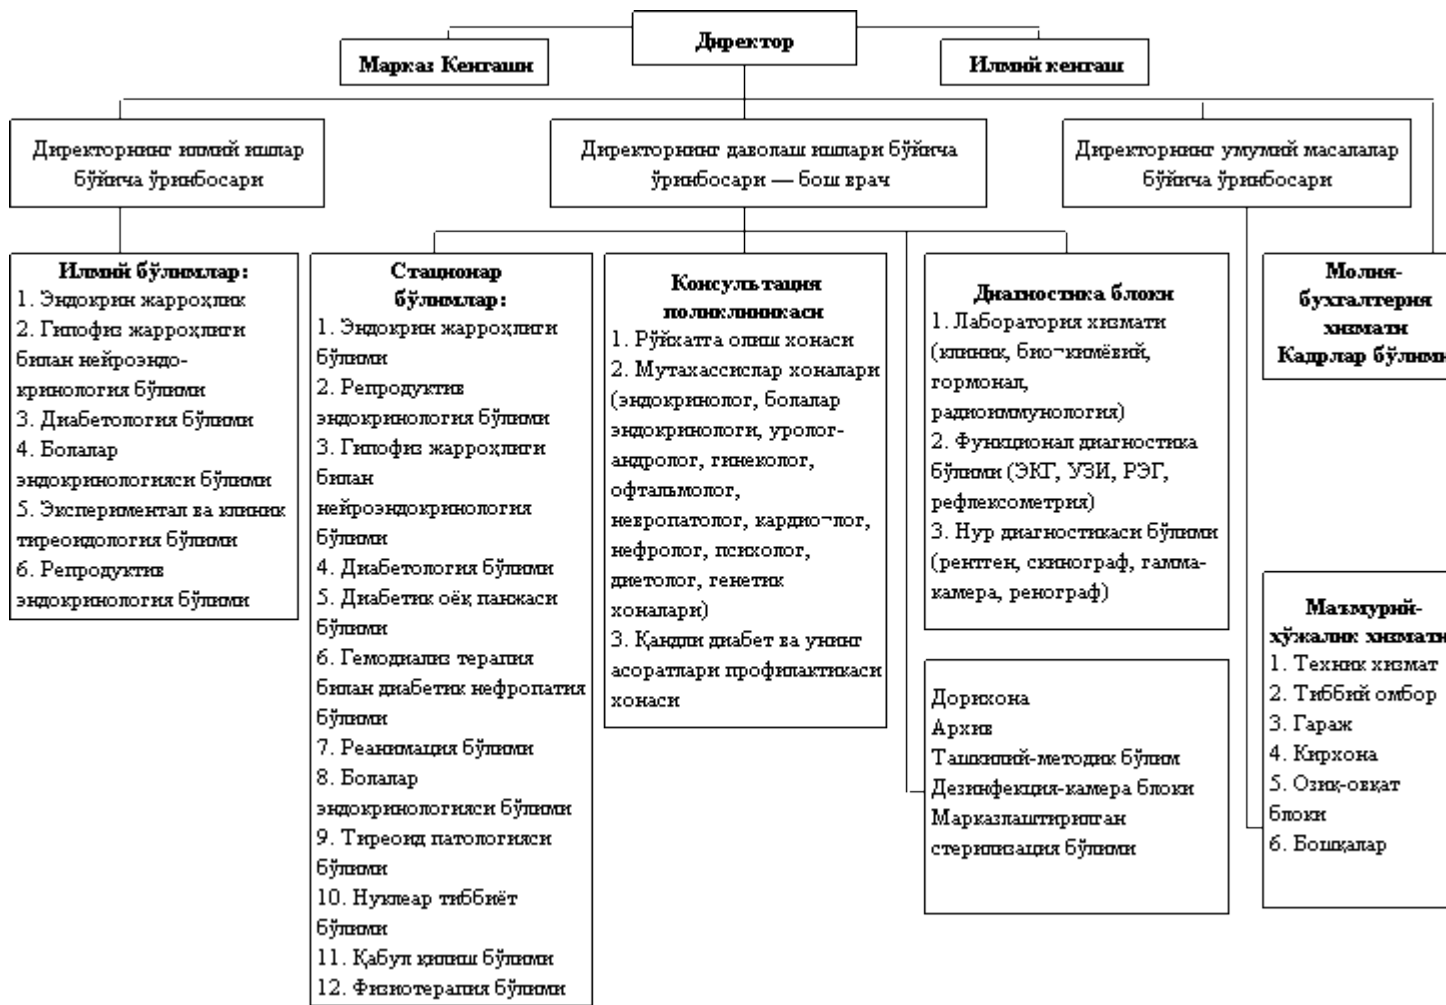 Директор
Марказ Кенгаши
Илмий кенгаш
Директорнинг илмий ишлар
бўйича ўринбосари
Директорнинг даволаш ишлари бўйича
ўринбосари — бош врач
Директорнинг умумий масалалар
бўйича ўринбосари
Илмий бўлимлар:
1. Эндокрин жарроҳлик
2. Гипофиз жарроҳлиги
билан нейроэндо-
кринология бўлими
3. Диабетология бўлими
4. Болалар
эндокринологияси бўлими
5. Экспериментал ва клиник
тиреоидология бўлими
6. Репродуктив
эндокринология бўлими
Стационар
бўлимлар:
1. Эндокрин жарроҳлиги
бўлими
2. Репродуктив
эндокринология бўлими
3. Гипофиз жарроҳлиги
билан
нейроэндокринология
бўлими
4. Диабетология бўлими
5. Диабетик оёқ панжаси
бўлими
6. Гемодиализ терапия
билан диабетик нефропатия
бўлими
7. Реанимация бўлими
8. Болалар
эндокринологияси бўлими
9. Тиреоид патологияси
бўлими
10. Нуклеар тиббиёт
бўлими
11. Қабул қилиш бўлими
12. Физиотерапия бўлими
Консультация
поликлиникаси
1. Рўйхатга олиш хонаси
2. Мутахассислар хоналари
(эндокринолог, болалар
эндокринологи, уролог-
андролог, гинеколог,
офтальмолог,
невропатолог, кардио¬лог,
нефролог, психолог,
диетолог, генетик
хоналари)
3. Қандли диабет ва унинг
асоратлари профилактикаси
хонаси
Диагностика блоки
1. Лаборатория хизмати
(клиник, био¬кимёвий,
гормонал,
радиоиммунология)
2. Функционал диагностика
бўлими (ЭКГ, УЗИ, РЭГ,
рефлексометрия)
3. Нур диагностикаси бўлими
(рентген, скинограф, гамма-
камера, ренограф)
Дорихона
Архив
Ташкилий-методик бўлим
Дезинфекция-камера блоки
Марказлаштирилган
стерилизация бўлими
Молия-
бухгалтерия
хизмати
Кадрлар бўлими
Маъмурий-
хўжалик хизмати
1. Техник хизмат
2. Тиббий омбор
3. Гараж
4. Кирхона
5. Озиқ-овқат
блоки
6. Бошқалар